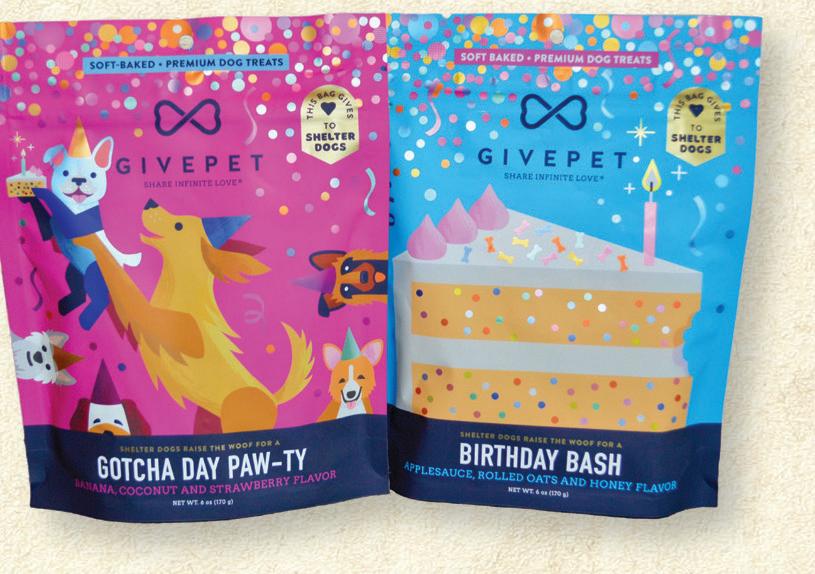 SOFT-BAKED • PREMIUM DOG TREATS
GIVEPET
SHARE INFINITE LOVE®
THIS BAG GIVES
TO
SHELTER
DOGS
SHELTER DOGS RAISE THE WOOF FOR A
GOTCHA DAY PAW-TY
BANANA, COCONUT AND STRAWBERRY FLAVOR
NET WT. 6 oz (170 g)
SOFT BAKED • PREMIUM DOG TREATS
GIVEPET
SHARE INFINITE LOVE®
THIS BAG GIVES
TO
SHELTER
DOGS
SHELTER DOGS RAISE THE WOOF FOR A
BIRTHDAY BASH
APPLESAUCE, ROLLED OATS AND HONEY FLAVOR
NET WT. 6 oz (170 g)